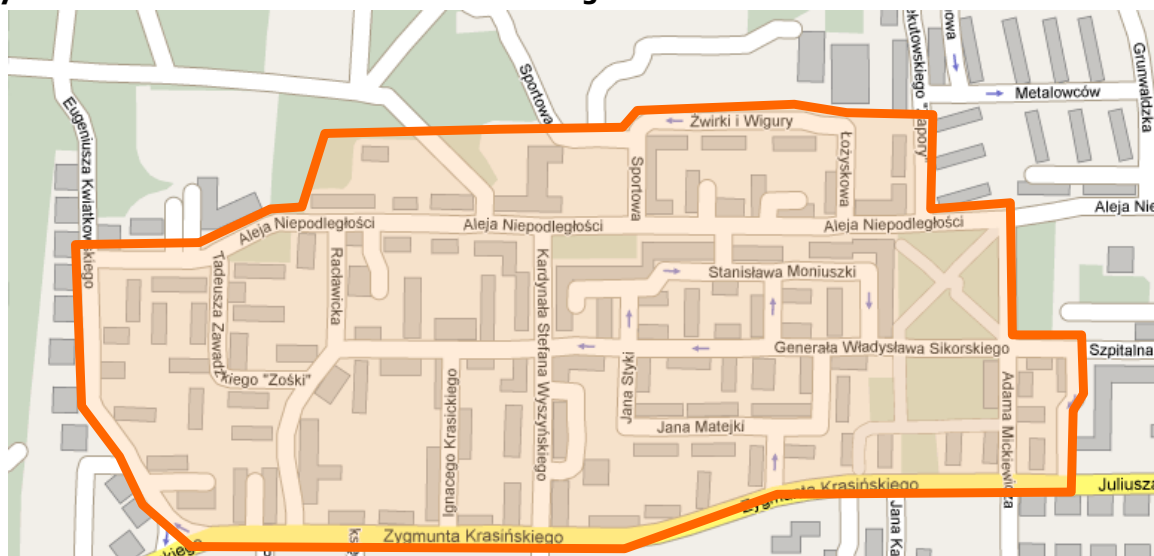 Metalowców
Grunwaldzka
Sportowa
Żwirki i Wigury
Łożyskowa
Sportowa
Eugeniusza Kwiatkowskiego
Aleja Niepodległości
Aleja Niepodległości
Aleja Niepodległości
Aleja Nie
Tadeusza Zawadzkiego "Zośki"
Racławicka
Kardynała Stefana Wyszyńskiego
Stanisława Moniuszki
Generała Władysława Sikorskiego
Szpitalna
Jana Styki
Ignacego Krasickiego
Adama Mickiewicza
Jana Matejki
Zygmunta Krasińskiego
Juliusza
Zygmunta Krasińskiego
Jana Ka
kiego